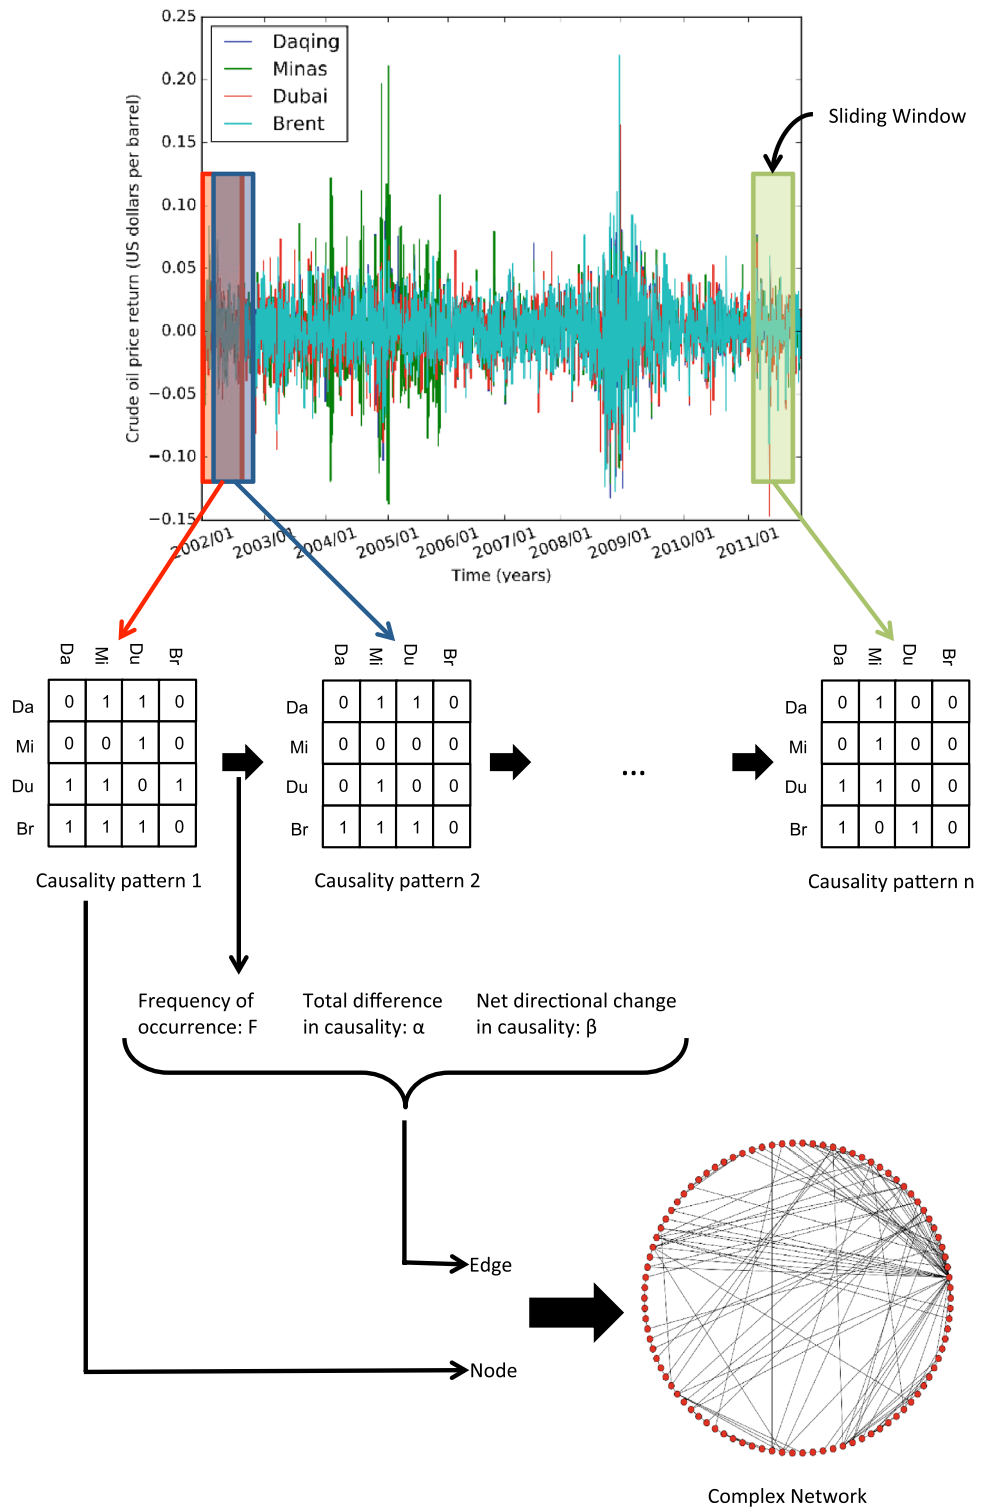 0.25
0.20
0.15
0.10
0.05
0.00
−0.05
−0.10
−0.15
Crude oil price return (US dollars per barrel)
Daqing
Minas
Dubai
Brent
Sliding Window
2002/01 2003/01 2004/01 2005/01 2006/01 2007/01 2008/01 2009/01 2010/01 2011/01
Time (years)
Da Mi Du Br
Da 0 1 1 0
Mi 0 0 1 0
Du 1 1 0 1
Br 1 1 1 0
Causality pattern 1
Da Mi Du Br
Da 0 1 1 0
Mi 0 0 0 0
Du 0 1 0 0
Br 1 1 1 0
Causality pattern 2
...
Da Mi Du Br
Da 0 1 0 0
Mi 0 1 0 0
Du 1 1 0 0
Br 1 0 1 0
Causality pattern n
Frequency of
occurrence: F
Total difference
in causality: α
Net directional change
in causality: β
Edge
Node
Complex Network